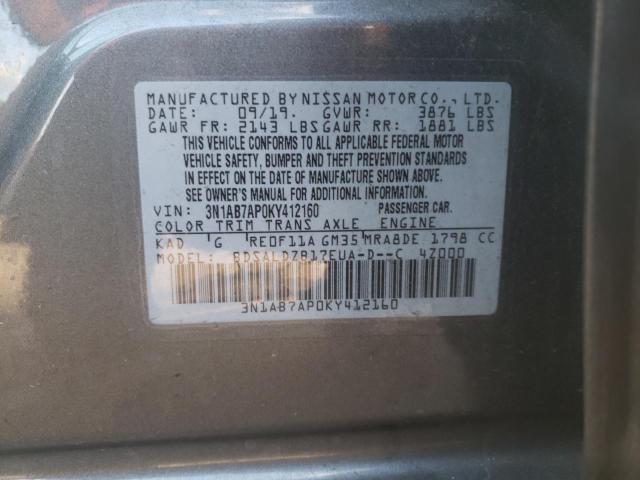 MANUFACTURED BY NISSAN MOTOR CO., LTD.
DATE: 09/19. GVWR: 3876 LBS
GAWR FR: 2143 LBS GAWR RR: 1881 LBS
THIS VEHICLE CONFORMS TO ALL APPLICABLE FEDERAL MOTOR
VEHICLE SAFETY, BUMPER AND THEFT PREVENTION STANDARDS
IN EFFECT ON THE DATE OF MANUFACTURE SHOWN ABOVE.
SEE OWNER'S MANUAL FOR ADDITIONAL INFORMATION.
VIN: 3N1AB7AP0KY412160 PASSENGER CAR.
COLOR TRIM TRANS AXLE ENGINE
KAD G RE0F11A GM35 MRA8DE 1798 CC
MODEL: BDSALDZB17EUA-D--C 4Z000
3N1AB7AP0KY412160